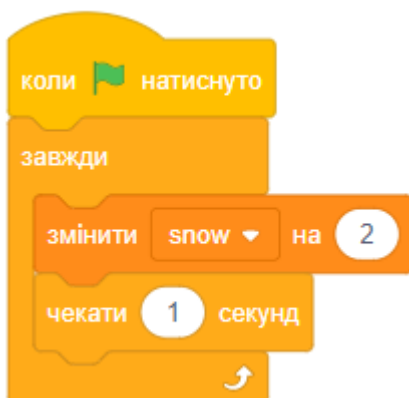 коли натиснуто
завжди
змінити snow на 2
чекати 1 секунд